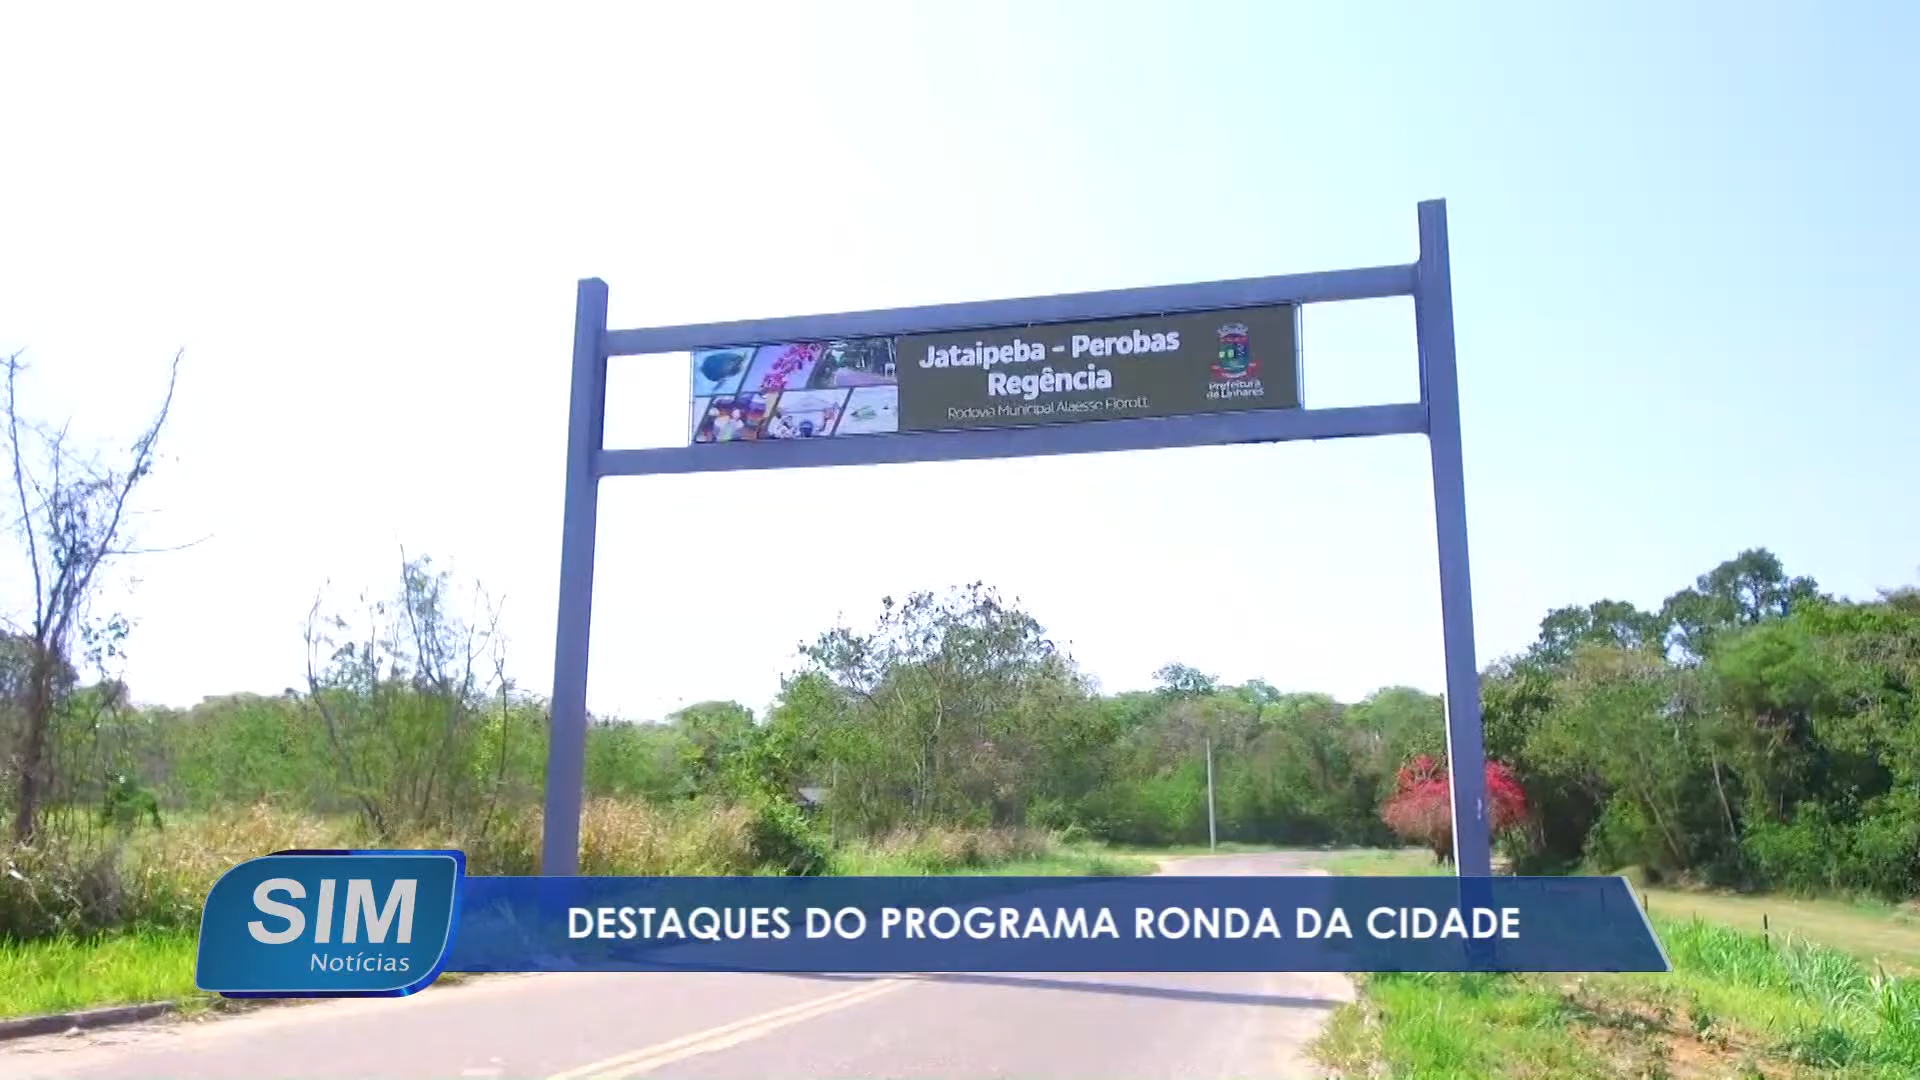 Jataipeba - Perobas
Regência
Rodovia Municipal Alaesse Fiorott
Prefeitura
de Linhares
SIM
Notícias
DESTAQUES DO PROGRAMA RONDA DA CIDADE